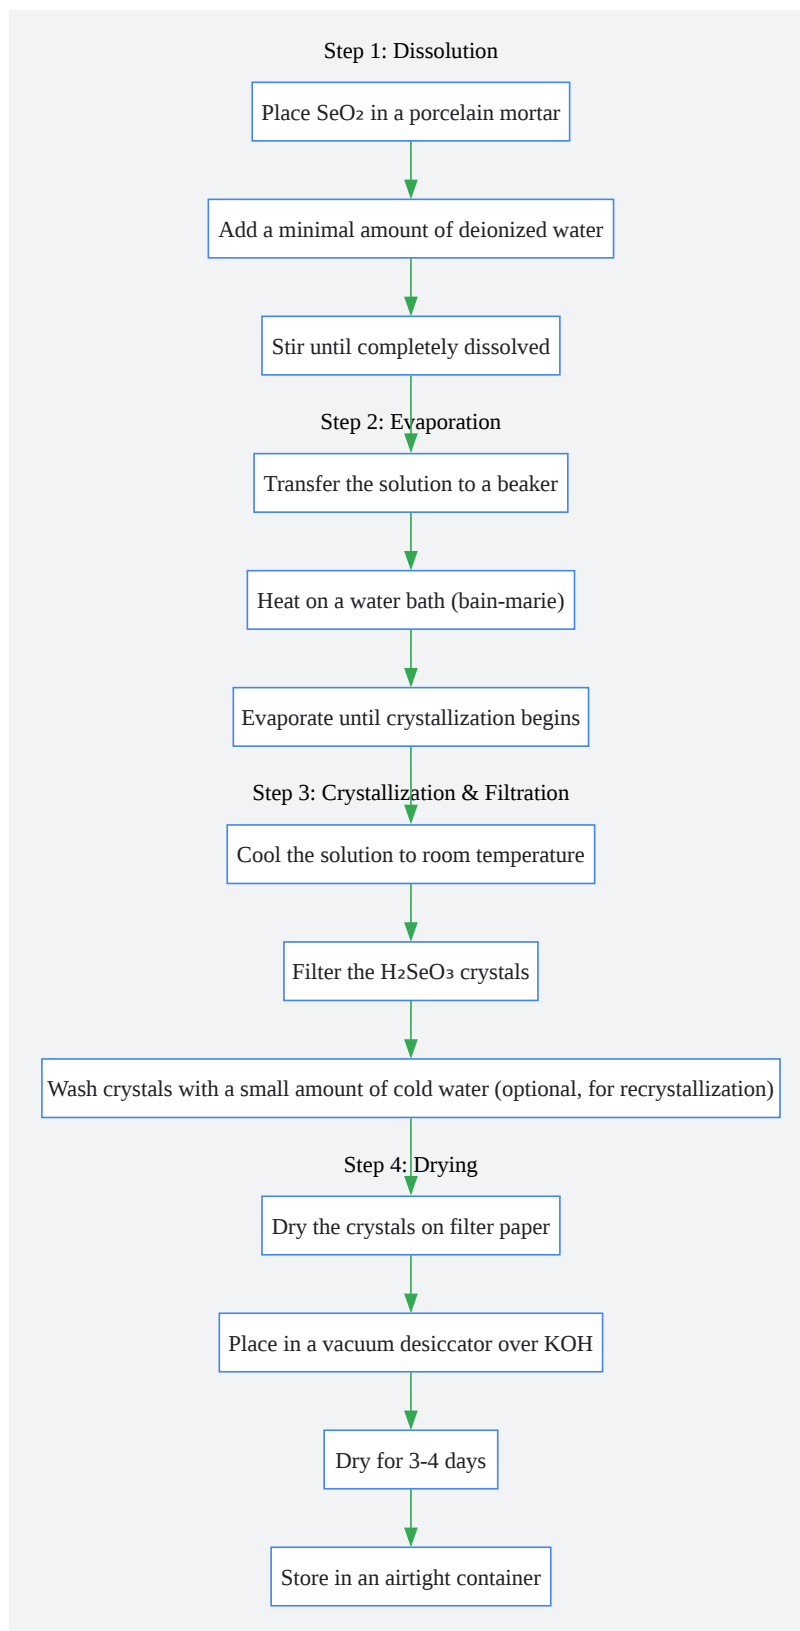 Step 1: Dissolution
Place SeO₂ in a porcelain mortar
Add a minimal amount of deionized water
Stir until completely dissolved
Step 2: Evaporation
Transfer the solution to a beaker
Heat on a water bath (bain-marie)
Evaporate until crystallization begins
Step 3: Crystallization & Filtration
Cool the solution to room temperature
Filter the H₂SeO₃ crystals
Wash crystals with a small amount of cold water (optional, for recrystallization)
Step 4: Drying
Dry the crystals on filter paper
Place in a vacuum desiccator over KOH
Dry for 3-4 days
Store in an airtight container